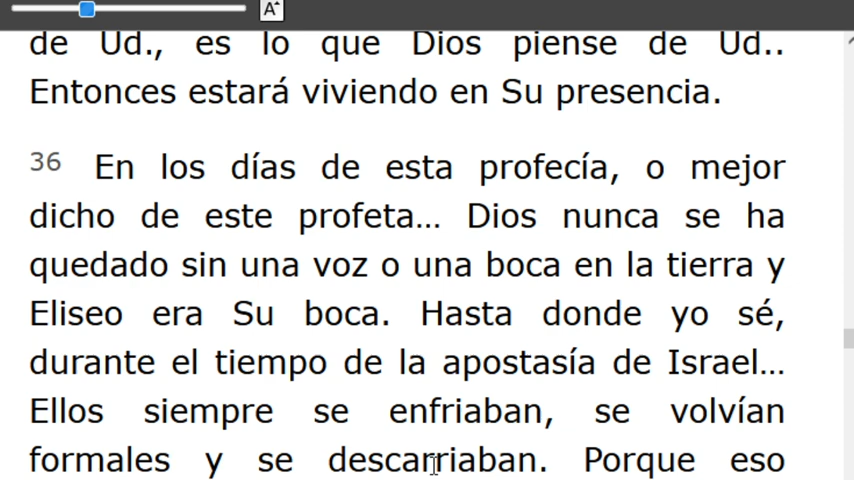 A
de Ud., es lo que Dios piense de Ud..
Entonces estará viviendo en Su presencia.
36 En los días de esta profecía, o mejor
dicho de este profeta... Dios nunca se ha
quedado sin una voz o una boca en la tierra y
Eliseo era Su boca. Hasta donde yo sé,
durante el tiempo de la apostasía de Israel...
Ellos siempre se enfriaban, se volvían
formales y se descarriaban. Porque eso